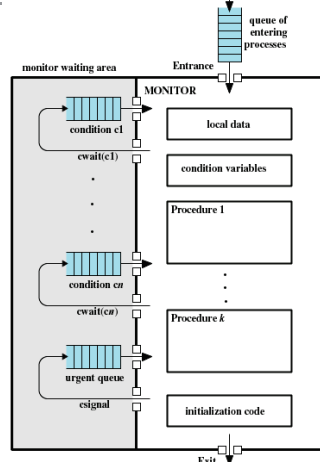 queue of
entering
processes
Entrance
monitor waiting area
MONITOR
condition c1
local data
cwait(c1)
condition variables
Procedure 1
condition cn
cwait(cn)
Procedure k
urgent queue
csignal
initialization code
Exit